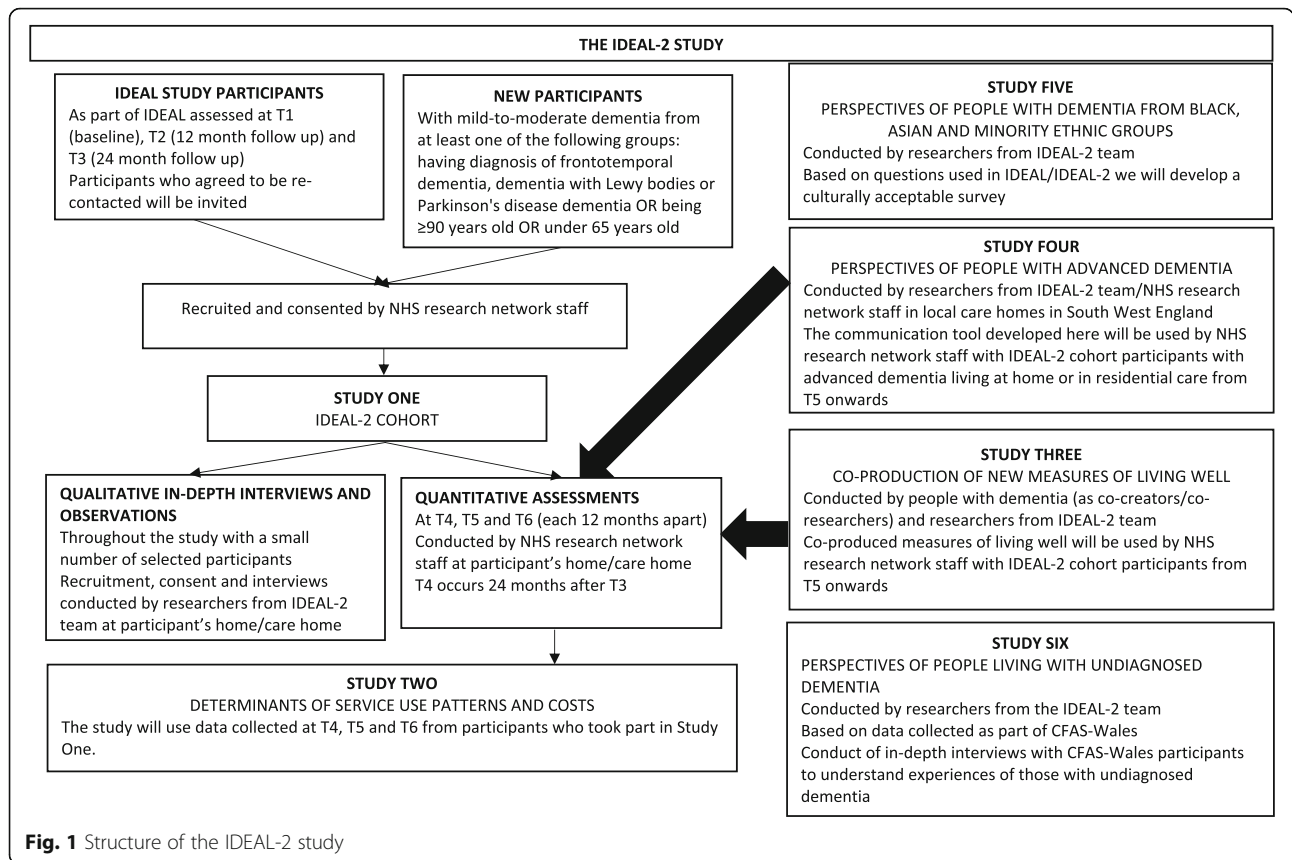 THE IDEAL-2 STUDY
IDEAL STUDY PARTICIPANTS
As part of IDEAL assessed at T1
(baseline), T2 (12 month follow up) and
T3 (24 month follow up)
Participants who agreed to be re-
contacted will be invited
NEW PARTICIPANTS
With mild-to-moderate dementia from
at least one of the following groups:
having diagnosis of frontotemporal
dementia, dementia with Lewy bodies or
Parkinson's disease dementia OR being
≥90 years old OR under 65 years old
Recruited and consented by NHS research network staff
STUDY ONE
IDEAL-2 COHORT
QUALITATIVE IN-DEPTH INTERVIEWS AND
OBSERVATIONS
Throughout the study with a small
number of selected participants
Recruitment, consent and interviews
conducted by researchers from IDEAL-2
team at participant’s home/care home
QUANTITATIVE ASSESSMENTS
At T4, T5 and T6 (each 12 months apart)
Conducted by NHS research network
staff at participant’s home/care home
T4 occurs 24 months after T3
STUDY TWO
DETERMINANTS OF SERVICE USE PATTERNS AND COSTS
The study will use data collected at T4, T5 and T6 from participants who took part in Study
One.
STUDY FIVE
PERSPECTIVES OF PEOPLE WITH DEMENTIA FROM BLACK,
ASIAN AND MINORITY ETHNIC GROUPS
Conducted by researchers from IDEAL-2 team
Based on questions used in IDEAL/IDEAL-2 we will develop a
culturally acceptable survey
STUDY FOUR
PERSPECTIVES OF PEOPLE WITH ADVANCED DEMENTIA
Conducted by researchers from IDEAL-2 team/NHS research
network staff in local care homes in South West England
The communication tool developed here will be used by NHS
research network staff with IDEAL-2 cohort participants with
advanced dementia living at home or in residential care from
T5 onwards
STUDY THREE
CO-PRODUCTION OF NEW MEASURES OF LIVING WELL
Conducted by people with dementia (as co-creators/co-
researchers) and researchers from IDEAL-2 team
Co-produced measures of living well will be used by NHS
research network staff with IDEAL-2 cohort participants from
T5 onwards
STUDY SIX
PERSPECTIVES OF PEOPLE LIVING WITH UNDIAGNOSED
DEMENTIA
Conducted by researchers from the IDEAL-2 team
Based on data collected as part of CFAS-Wales
Conduct of in-depth interviews with CFAS-Wales participants
to understand experiences of those with undiagnosed
dementia
Fig. 1 Structure of the IDEAL-2 study